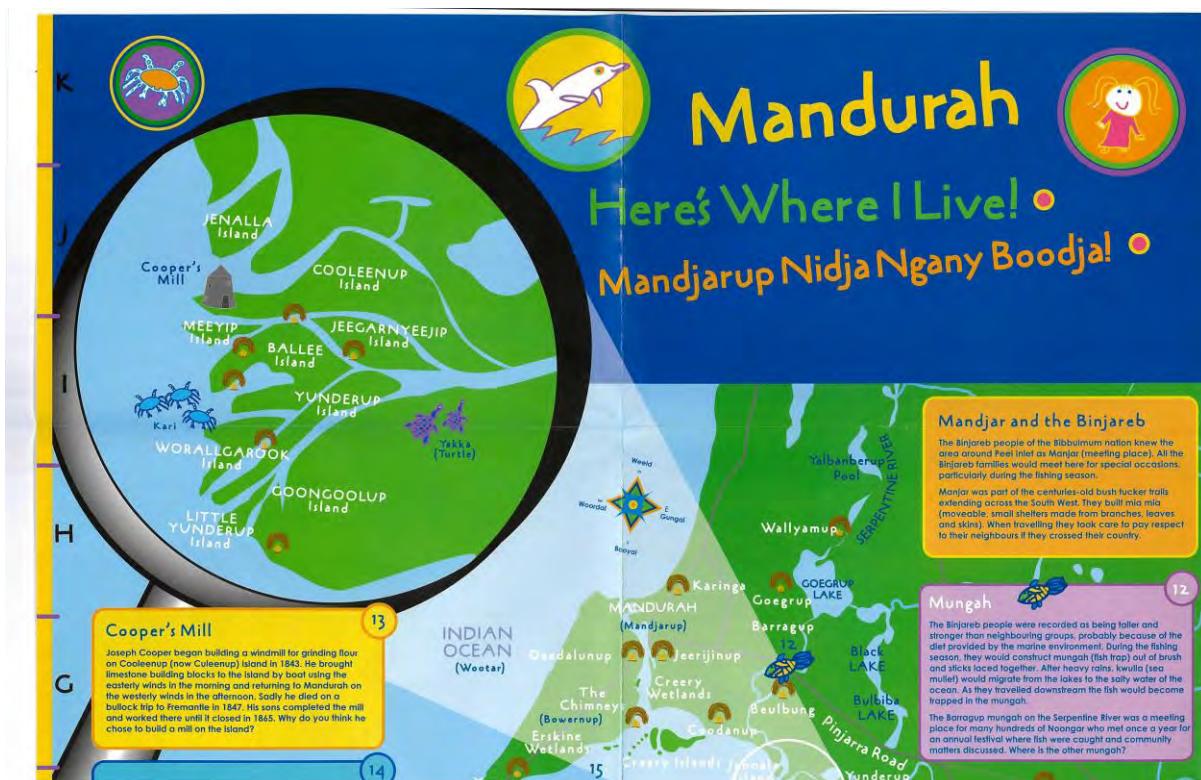 K
J
I
H
G
Mandurah
Here's Where I Live!
Mandjarup Nidja Ngany Boodja!
JENALLA
Island
Cooper's
Mill
COOLEENUP
Island
MEEYIP
Island
JEEGARNYEEJIP
Island
BALLEE
Island
YUNDERUP
Island
Kari
Yakka
(Turtle)
WORALLGAROOK
Island
GOONGOOLUP
Island
LITTLE
YUNDERUP
Island
Cooper's Mill
13
Joseph Cooper began building a windmill for grinding flour
on Cooleenup (now Culeenup) Island in 1843. He brought
limestone building blocks to the island by boat using the
easterly winds in the morning and returning to Mandurah on
the westerly winds in the afternoon. Sadly he died on a
bullock trip to Fremantle in 1847. His sons completed the mill
and worked there until it closed in 1865. Why do you think he
chose to build a mill on the island?
14
Weeld
Woordal
E
Gungal
Booyal
Yalbanberup
Pool
SERPENTINE RIVER
Wallyamup
Karinga
Goegrup
GOEGRUP
LAKE
MANDURAH
(Mandjarup)
Barragup
12
INDIAN
OCEAN
(Wootar)
Jeerijinup
Black
LAKE
Creery
Wetlands
The
Chimney
(Bowernup)
Coodanup
Beulbung
Bulbiba
LAKE
Erskine
Wetlands
Pinjarra Road
15
Creery Islands
Yunderup
Mandjar and the Binjareb
The Binjareb people of the Bibbulmum nation knew the
area around Peel Inlet as Manjar (meeting place). All the
Binjareb families would meet here for special occasions,
particularly during the fishing season.
Manjar was part of the centuries-old bush tucker trails
extending across the South West. They built mia mia
(moveable, small shelters made from branches, leaves
and skins). When travelling they took care to pay respect
to their neighbours if they crossed their country.
Mungah
12
The Binjareb people were recorded as being taller and
stronger than neighbouring groups, probably because of the
diet provided by the marine environment. During the fishing
season, they would construct mungah (fish trap) out of brush
and sticks laced together. After heavy rains, kwulla (sea
mullet) would migrate from the lakes to the salty water of the
ocean. As they travelled downstream the fish would become
trapped in the mungah.
The Barragup mungah on the Serpentine River was a meeting
place for many hundreds of Noongar who met once a year for
an annual festival where fish were caught and community
matters discussed. Where is the other mungah?